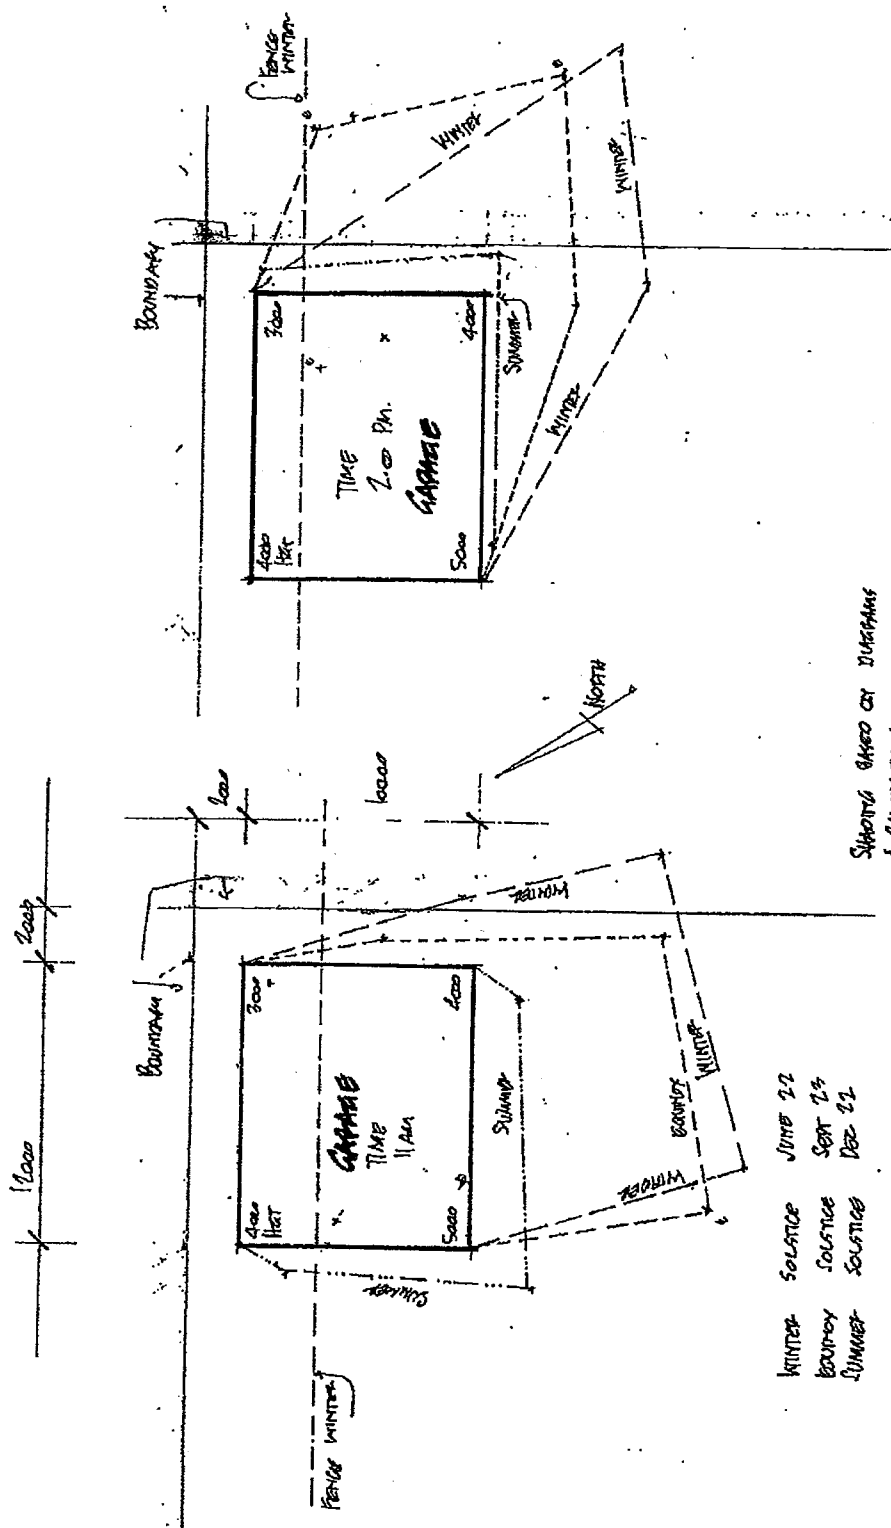 12000
2000
BOUNDARY
2000
10000
4000
HGT
3000
GARAGE
TIME
11 AM
5000
4000
SUMMER
SUMMER
WINTER
WINTER
WINTER
EQUINOX
FENCE WINTER
NORTH
BOUNDARY
FENCE
WINTER
4000
HGT
3000
TIME
2.00 PM.
GARAGE
5000
4000
SUMMER
WINTER
WINTER
WINTER
WINTER SOLSTICE JUNE 22
EQUINOX SOLSTICE SEPT 23
SUMMER SOLSTICE DEC 22
SHADING BASED ON DIAGRAMS